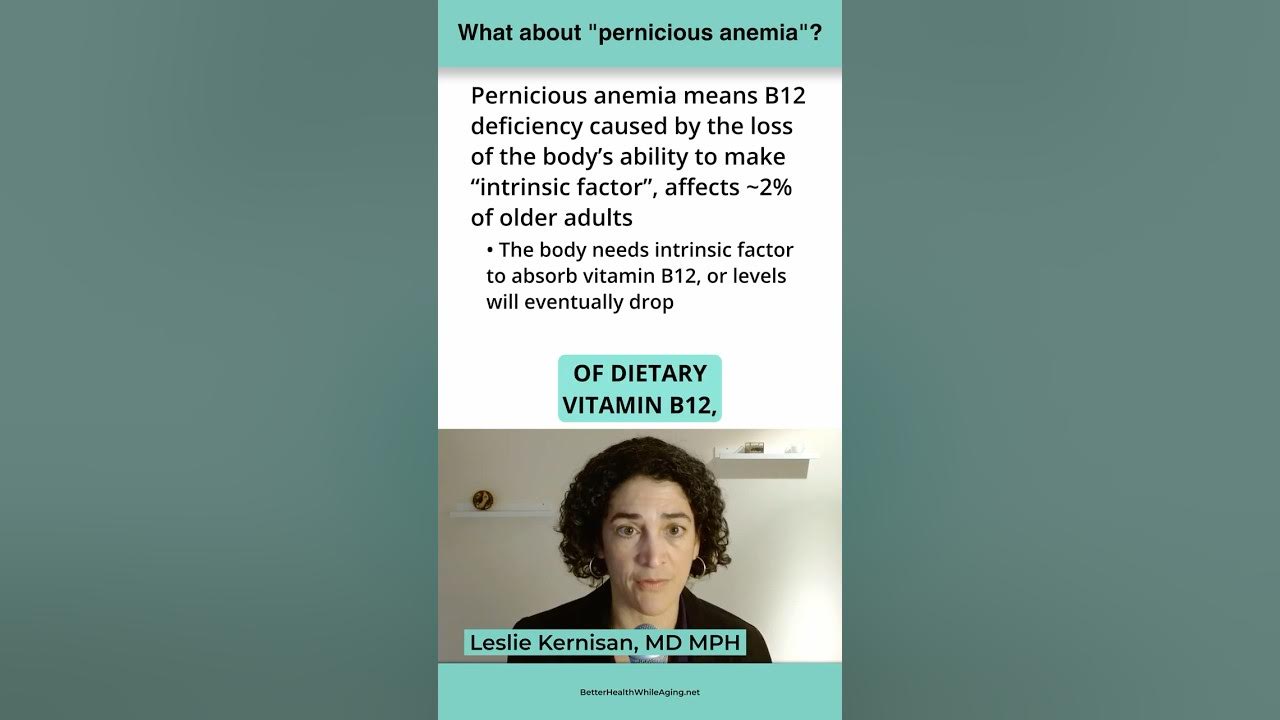 What about "pernicious anemia"?
Pernicious anemia means B12
deficiency caused by the loss
of the body’s ability to make
“intrinsic factor”, affects ~2%
of older adults
• The body needs intrinsic factor
to absorb vitamin B12, or levels
will eventually drop
OF DIETARY
VITAMIN B12,
Leslie Kernisan, MD MPH
BetterHealthWhileAging.net